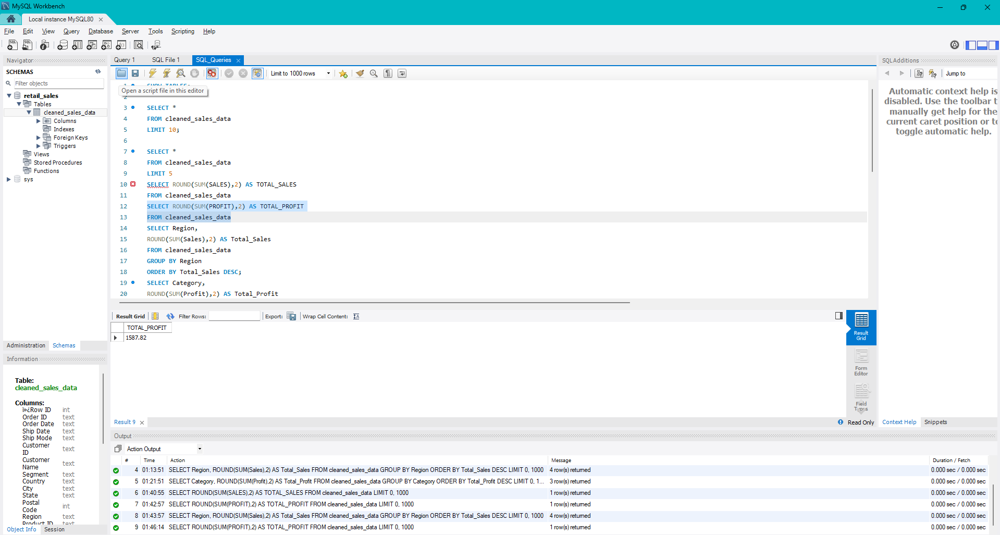 MySQL Workbench
Local instance MySQL80
File Edit View Query Database Server Tools Scripting Help
Navigator
SCHEMAS
Filter objects
retail_sales
Tables
cleaned_sales_data
Columns
Indexes
Foreign Keys
Triggers
Views
Stored Procedures
Functions
sys
Administration Schemas
Information
Table:
cleaned_sales_data
Columns:
ï»¿Row ID int
Order ID text
Order Date text
Ship Date text
Ship Mode text
Customer
ID text
Customer
Name text
Segment text
Country text
City text
State text
Postal
Code int
Region text
Product ID text
Object Info Session
Query 1 SQL File 1 SQL_Queries
Limit to 1000 rows
Open a script file in this editor
1 SHOW TABLES;
2
3 SELECT *
4 FROM cleaned_sales_data
5 LIMIT 10;
6
7 SELECT *
8 FROM cleaned_sales_data
9 LIMIT 5
10 SELECT ROUND(SUM(SALES),2) AS TOTAL_SALES
11 FROM cleaned_sales_data
12 SELECT ROUND(SUM(PROFIT),2) AS TOTAL_PROFIT
13 FROM cleaned_sales_data
14 SELECT Region,
15 ROUND(SUM(Sales),2) AS Total_Sales
16 FROM cleaned_sales_data
17 GROUP BY Region
18 ORDER BY Total_Sales DESC;
19 SELECT Category,
20 ROUND(SUM(Profit),2) AS Total_Profit
Result Grid Filter Rows: Export: Wrap Cell Content:
TOTAL_PROFIT
1587.82
Result
Grid
Form
Editor
Field
Types
Result 9
Read Only
SQLAdditions
Jump to
Automatic context help is
disabled. Use the toolbar t
manually get help for the
current caret position or to
toggle automatic help.
Context Help Snippets
Output
Action Output
# Time Action Message Duration / Fetch
4 01:13:51 SELECT Region, ROUND(SUM(Sales),2) AS Total_Sales FROM cleaned_sales_data GROUP BY Region ORDER BY Total_Sales DESC LIMIT 0, 1000 4 row(s) returned 0.000 sec / 0.000 sec
5 01:21:51 SELECT Category, ROUND(SUM(Profit),2) AS Total_Profit FROM cleaned_sales_data GROUP BY Category ORDER BY Total_Profit DESC LIMIT 0, 1... 3 row(s) returned 0.000 sec / 0.000 sec
6 01:40:55 SELECT ROUND(SUM(SALES),2) AS TOTAL_SALES FROM cleaned_sales_data LIMIT 0, 1000 1 row(s) returned 0.000 sec / 0.000 sec
7 01:42:57 SELECT ROUND(SUM(PROFIT),2) AS TOTAL_PROFIT FROM cleaned_sales_data LIMIT 0, 1000 1 row(s) returned 0.000 sec / 0.000 sec
8 01:43:57 SELECT Region, ROUND(SUM(Sales),2) AS Total_Sales FROM cleaned_sales_data GROUP BY Region ORDER BY Total_Sales DESC LIMIT 0, 1000 4 row(s) returned 0.000 sec / 0.000 sec
9 01:46:14 SELECT ROUND(SUM(PROFIT),2) AS TOTAL_PROFIT FROM cleaned_sales_data LIMIT 0, 1000 1 row(s) returned 0.000 sec / 0.000 sec